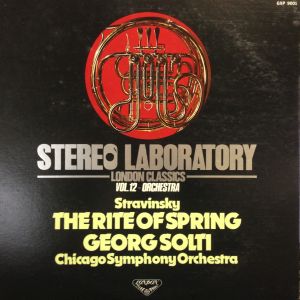 GXP 9001
STEREO LABORATORY
LONDON CLASSICS
VOL.12-ORCHESTRA
Stravinsky
THE RITE OF SPRING
GEORG SOLTI
Chicago Symphony Orchestra
LONDON